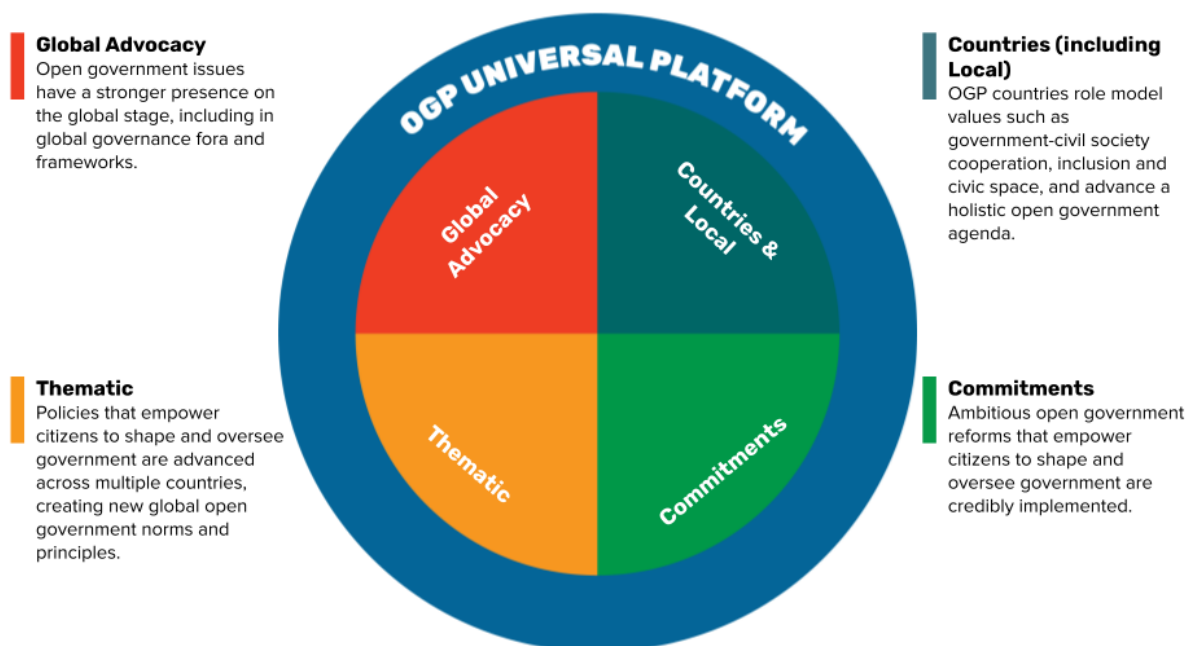 Global Advocacy
Open government issues
have a stronger presence on
the global stage, including in
global governance fora and
frameworks.
OGP UNIVERSAL PLATFORM
Global
Advocacy
Countries &
Local
Countries (including
Local)
OGP countries role model
values such as
government-civil society
cooperation, inclusion and
civic space, and advance a
holistic open government
agenda.
Thematic
Policies that empower
citizens to shape and oversee
government are advanced
across multiple countries,
creating new global open
government norms and
principles.
Thematic
Commitments
Commitments
Ambitious open government
reforms that empower
citizens to shape and
oversee government are
credibly implemented.